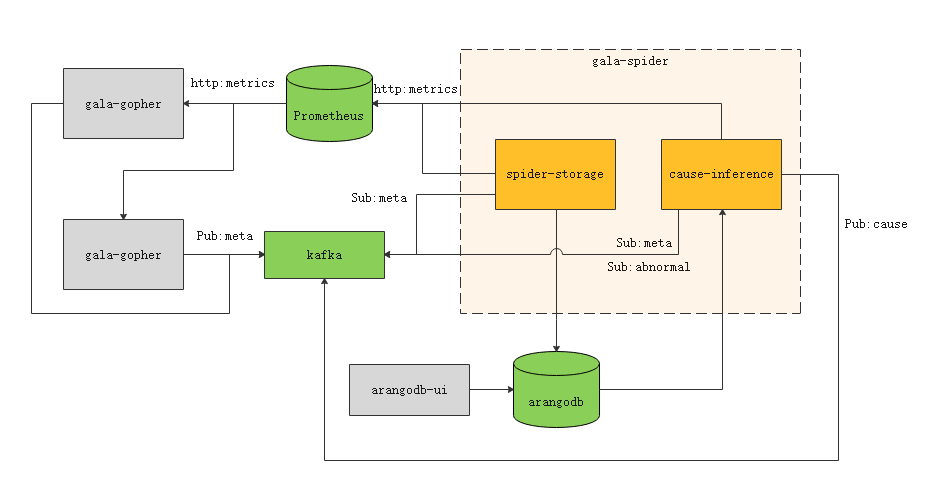 gala-spider
http:metrics
http:metrics
gala-gopher
Prometheus
spider-storage
cause-inference
Sub:meta
Pub:cause
Pub:meta
Sub:meta
gala-gopher
kafka
Sub:abnormal
arangodb-ui
arangodb